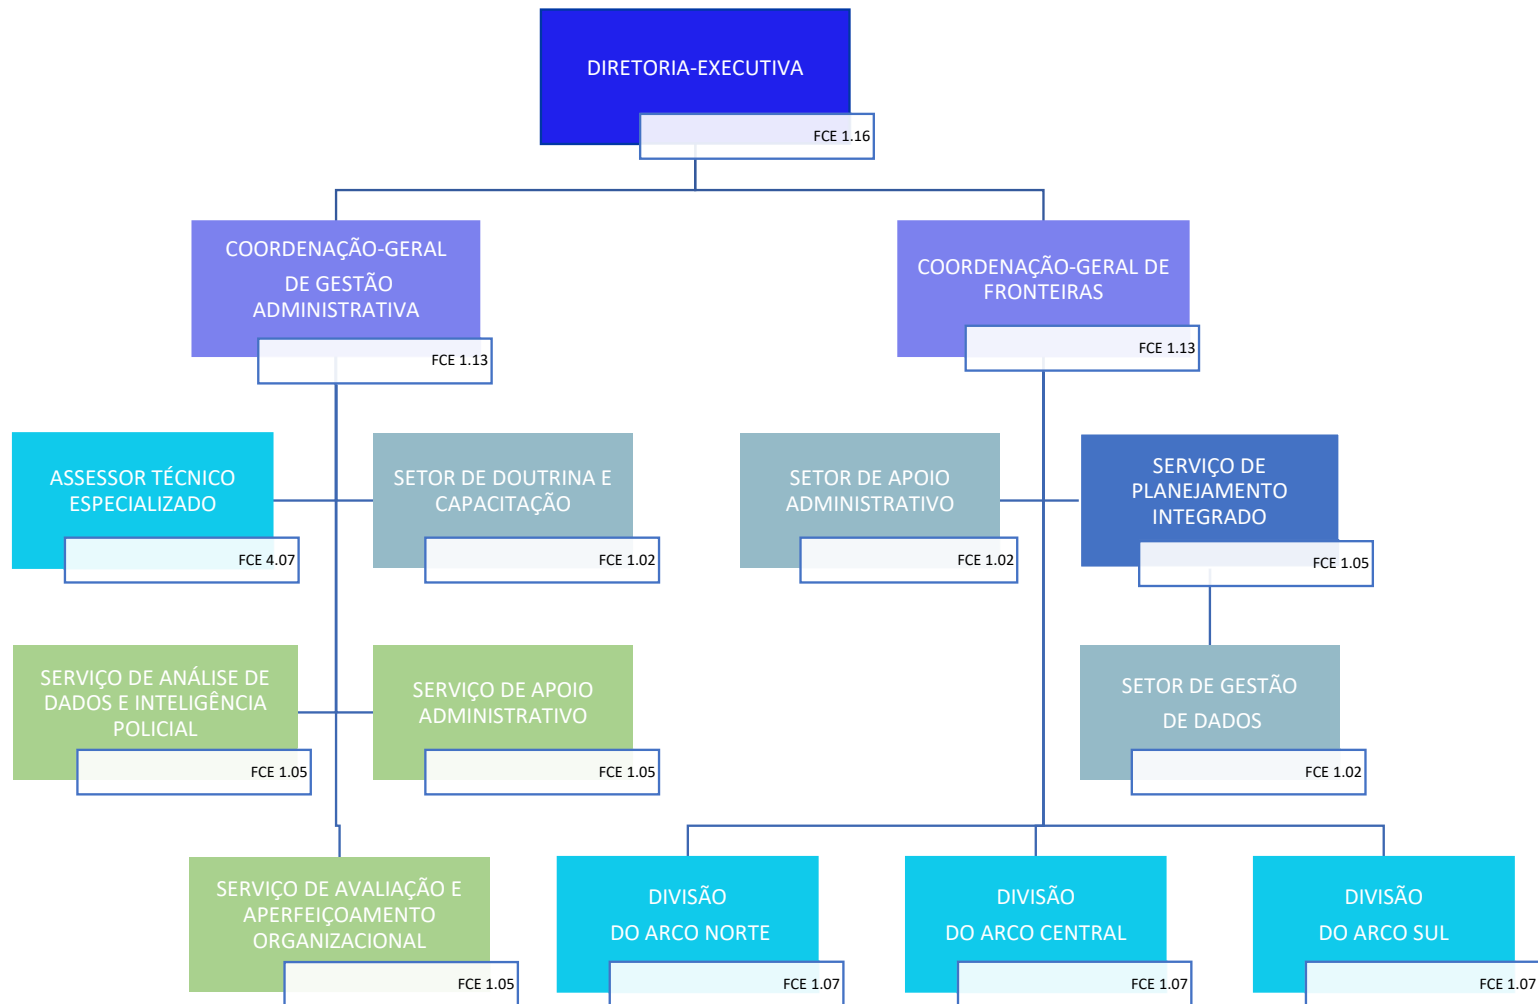 DIRETORIA-EXECUTIVA
FCE 1.16
COORDENAÇÃO-GERAL
DE GESTÃO
ADMINISTRATIVA
FCE 1.13
COORDENAÇÃO-GERAL DE
FRONTEIRAS
FCE 1.13
ASSESSOR TÉCNICO
ESPECIALIZADO
FCE 4.07
SETOR DE DOUTRINA E
CAPACITAÇÃO
FCE 1.02
SETOR DE APOIO
ADMINISTRATIVO
FCE 1.02
SERVIÇO DE
PLANEJAMENTO
INTEGRADO
FCE 1.05
SERVIÇO DE ANÁLISE DE
DADOS E INTELIGÊNCIA
POLICIAL
FCE 1.05
SERVIÇO DE APOIO
ADMINISTRATIVO
FCE 1.05
SETOR DE GESTÃO
DE DADOS
FCE 1.02
SERVIÇO DE AVALIAÇÃO E
APERFEIÇOAMENTO
ORGANIZACIONAL
FCE 1.05
DIVISÃO
DO ARCO NORTE
FCE 1.07
DIVISÃO
DO ARCO CENTRAL
FCE 1.07
DIVISÃO
DO ARCO SUL
FCE 1.07